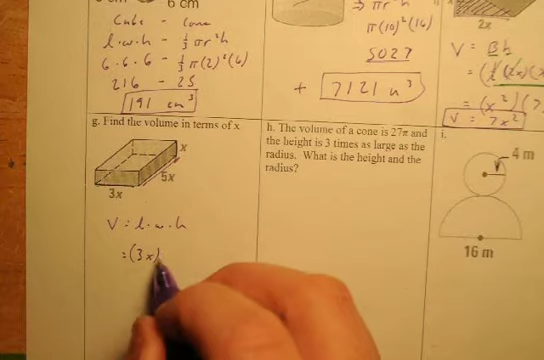 6 cm
Cube - Cone
l·w·h - ⅓πr²h
6·6·6 - ⅓π(2)²(6)
216 - 25
191 cm³
⇒ πr²h
π(10)²(16)
5027
+ 7121 u³
2x
V = Bh
= (x²)(7
V = 7x²
g. Find the volume in terms of x
x
5x
3x
V = l·w·h
= (3x)
h. The volume of a cone is 27π and
the height is 3 times as large as the
radius. What is the height and the
radius?
i.
4 m
16 m